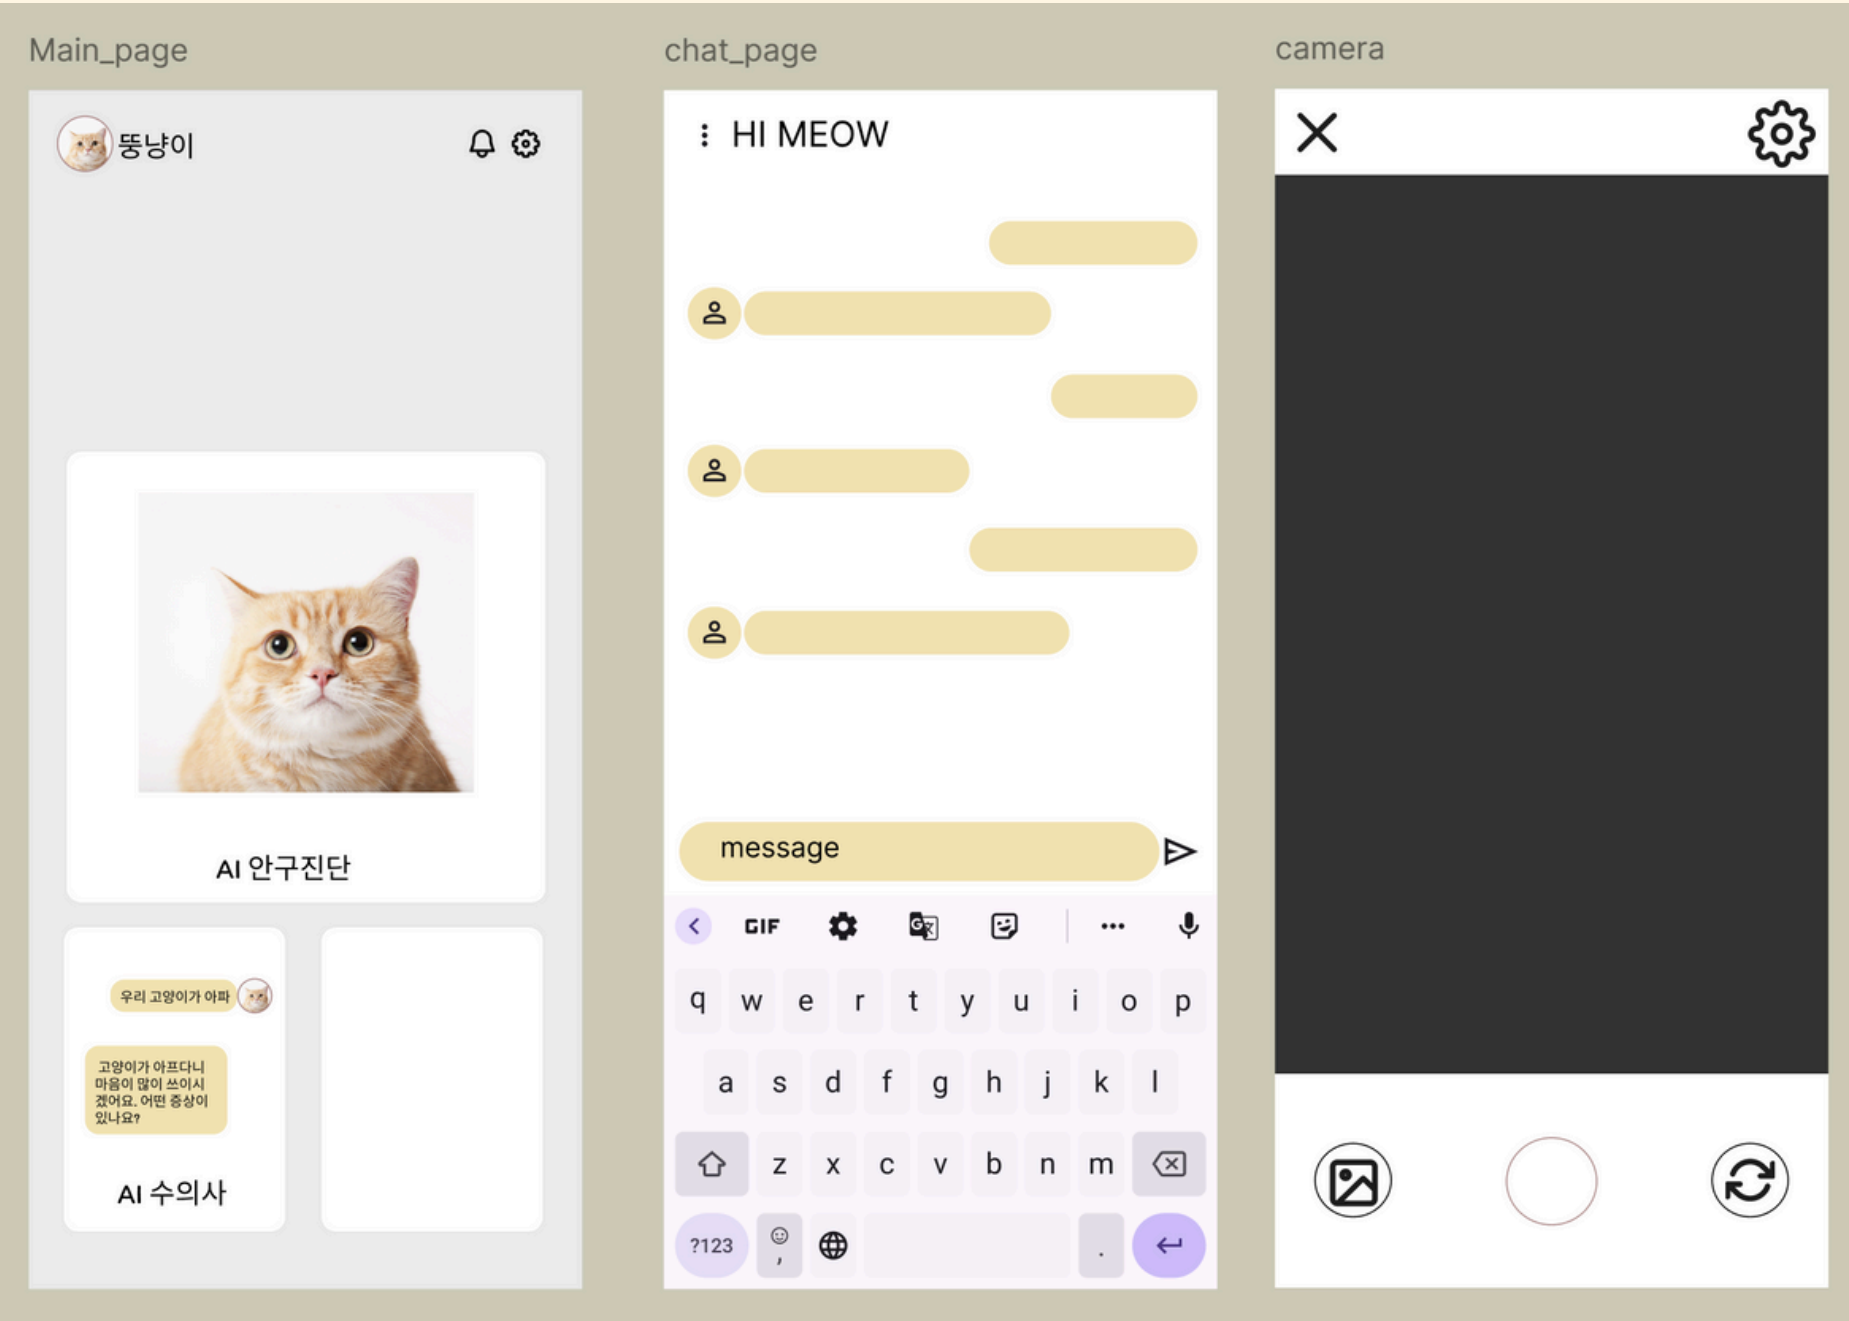 Main_page
뚱냥이
AI 안구진단
우리 고양이가 아파
고양이가 아프다니
마음이 많이 쓰이시
겠어요. 어떤 증상이
있나요?
AI 수의사
chat_page
HI MEOW
message
GIF
q w e r t y u i o p
a s d f g h j k l
z x c v b n m
?123 , .
camera